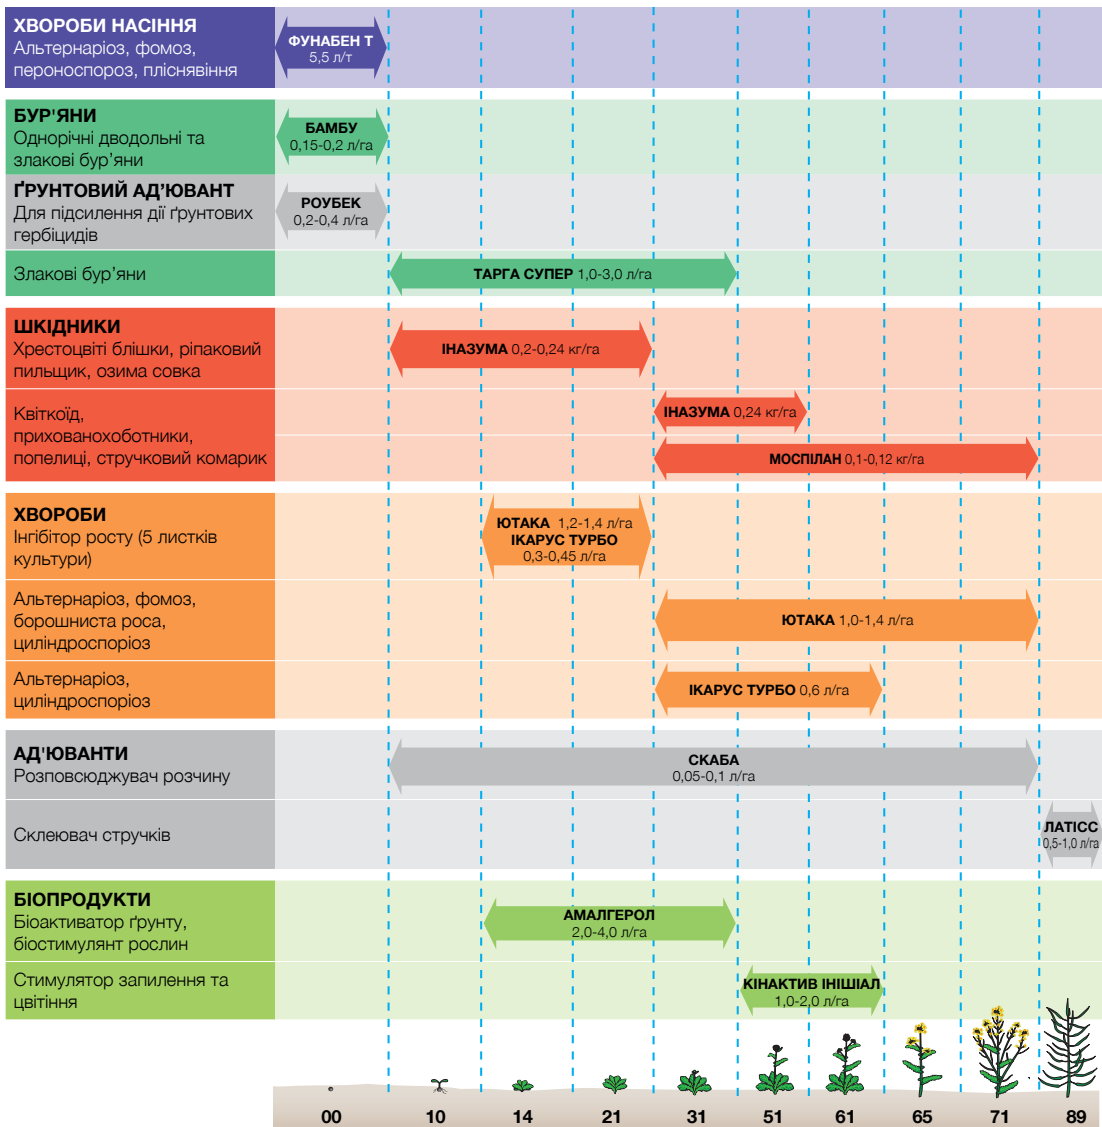 ХВОРОБИ НАСІННЯ
Альтернаріоз, фомоз,
пероноспороз, пліснявіння
ФУНАБЕН Т
5,5 л/т
БУР'ЯНИ
Однорічні дводольні та
злакові бур’яни
БАМБУ
0,15-0,2 л/га
ҐРУНТОВИЙ АД’ЮВАНТ
Для підсилення дії ґрунтових
гербіцидів
РОУБЕК
0,2-0,4 л/га
Злакові бур’яни
ТАРГА СУПЕР 1,0-3,0 л/га
ШКІДНИКИ
Хрестоцвіті блішки, ріпаковий
пильщик, озима совка
ІНАЗУМА 0,2-0,24 кг/га
Квіткоїд,
прихованохоботники,
попелиці, стручковий комарик
ІНАЗУМА 0,24 кг/га
МОСПІЛАН 0,1-0,12 кг/га
ХВОРОБИ
Інгібітор росту (5 листків
культури)
ЮТАКА 1,2-1,4 л/га
ІКАРУС ТУРБО
0,3-0,45 л/га
Альтернаріоз, фомоз,
борошниста роса,
циліндроспоріоз
ЮТАКА 1,0-1,4 л/га
Альтернаріоз,
циліндроспоріоз
ІКАРУС ТУРБО 0,6 л/га
АД'ЮВАНТИ
Розповсюджувач розчину
СКАБА
0,05-0,1 л/га
Склеювач стручків
ЛАТІСС
0,5-1,0 л/га
БІОПРОДУКТИ
Біоактиватор ґрунту,
біостимулянт рослин
АМАЛГЕРОЛ
2,0-4,0 л/га
Стимулятор запилення та
цвітіння
КІНАКТИВ ІНІШІАЛ
1,0-2,0 л/га
00 10 14 21 31 51 61 65 71 89